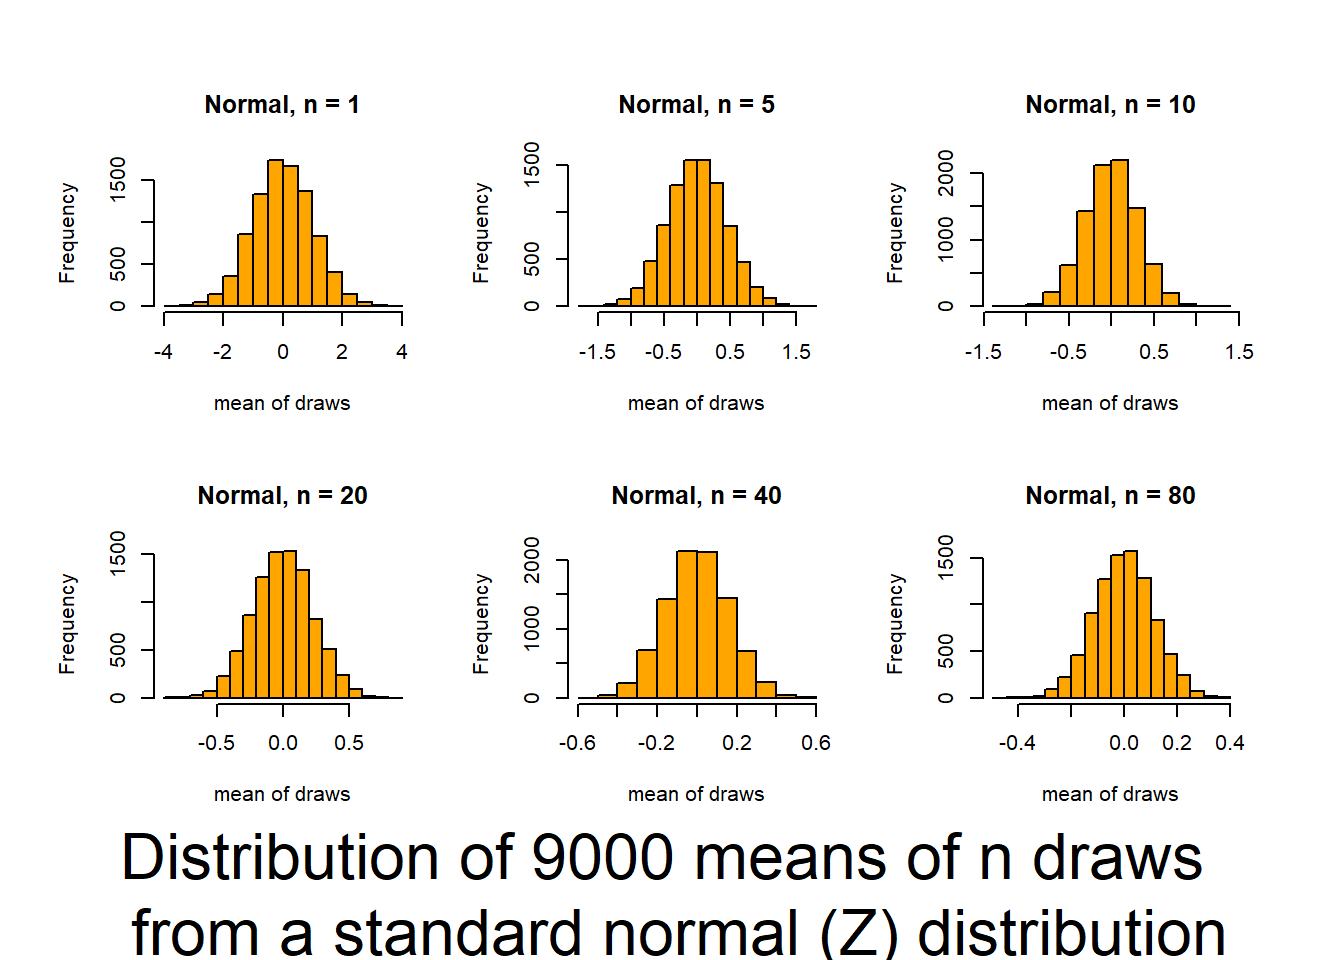 Normal, n = 1
Frequency
0 500 1500
-4 -2 0 2 4
mean of draws
Normal, n = 5
Frequency
0 500 1500
-1.5 -0.5 0.5 1.5
mean of draws
Normal, n = 10
Frequency
0 1000 2000
-1.5 -0.5 0.5 1.5
mean of draws
Normal, n = 20
Frequency
0 500 1500
-0.5 0.0 0.5
mean of draws
Normal, n = 40
Frequency
0 1000 2000
-0.6 -0.2 0.2 0.6
mean of draws
Normal, n = 80
Frequency
0 500 1500
-0.4 0.0 0.2 0.4
mean of draws
Distribution of 9000 means of n draws
from a standard normal (Z) distribution